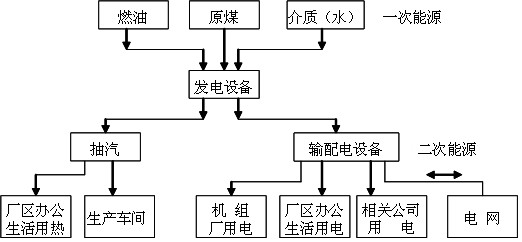 燃油 原煤 介质（水） 一次能源
发电设备
抽汽 输配电设备 二次能源
厂区办公
生活用热
生产车间
机 组
厂用电
厂区办公
生活用电
相关公司
用 电
电 网